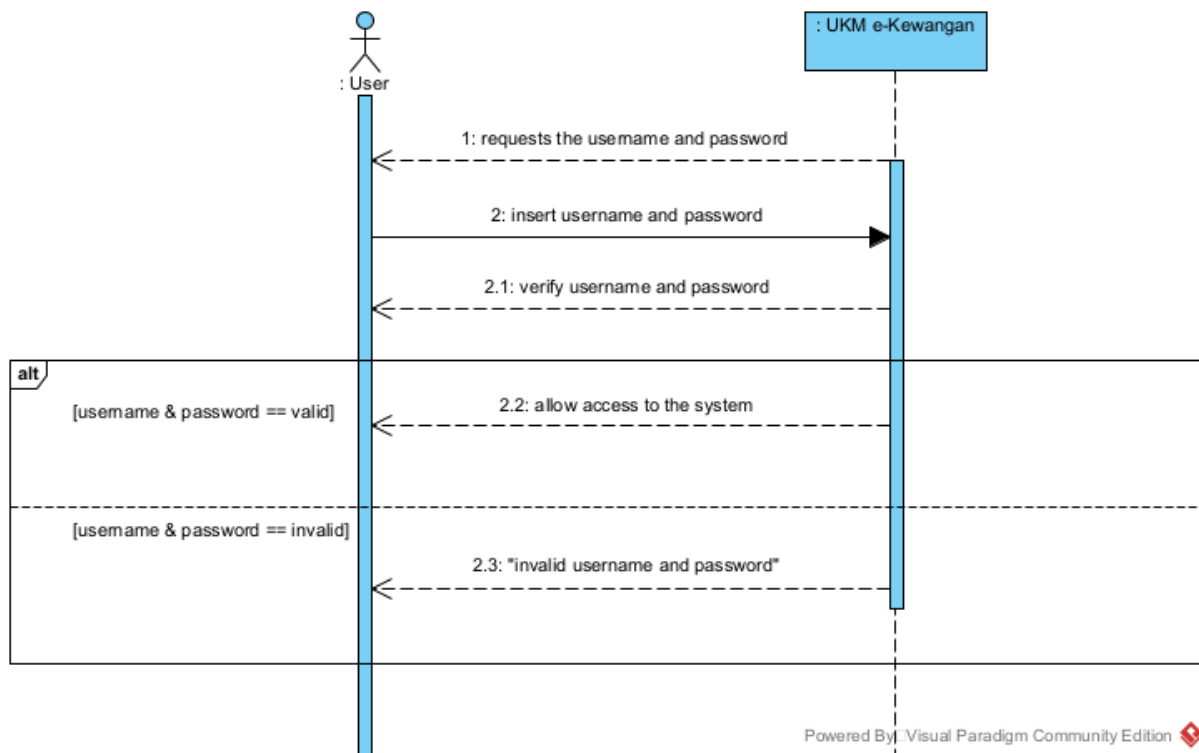 : UKM e-Kewangan
: User
1: requests the username and password
2: insert username and password
2.1: verify username and password
alt
[username & password == valid]
2.2: allow access to the system
[username & password == invalid]
2.3: "invalid username and password"
Powered By Visual Paradigm Community Edition